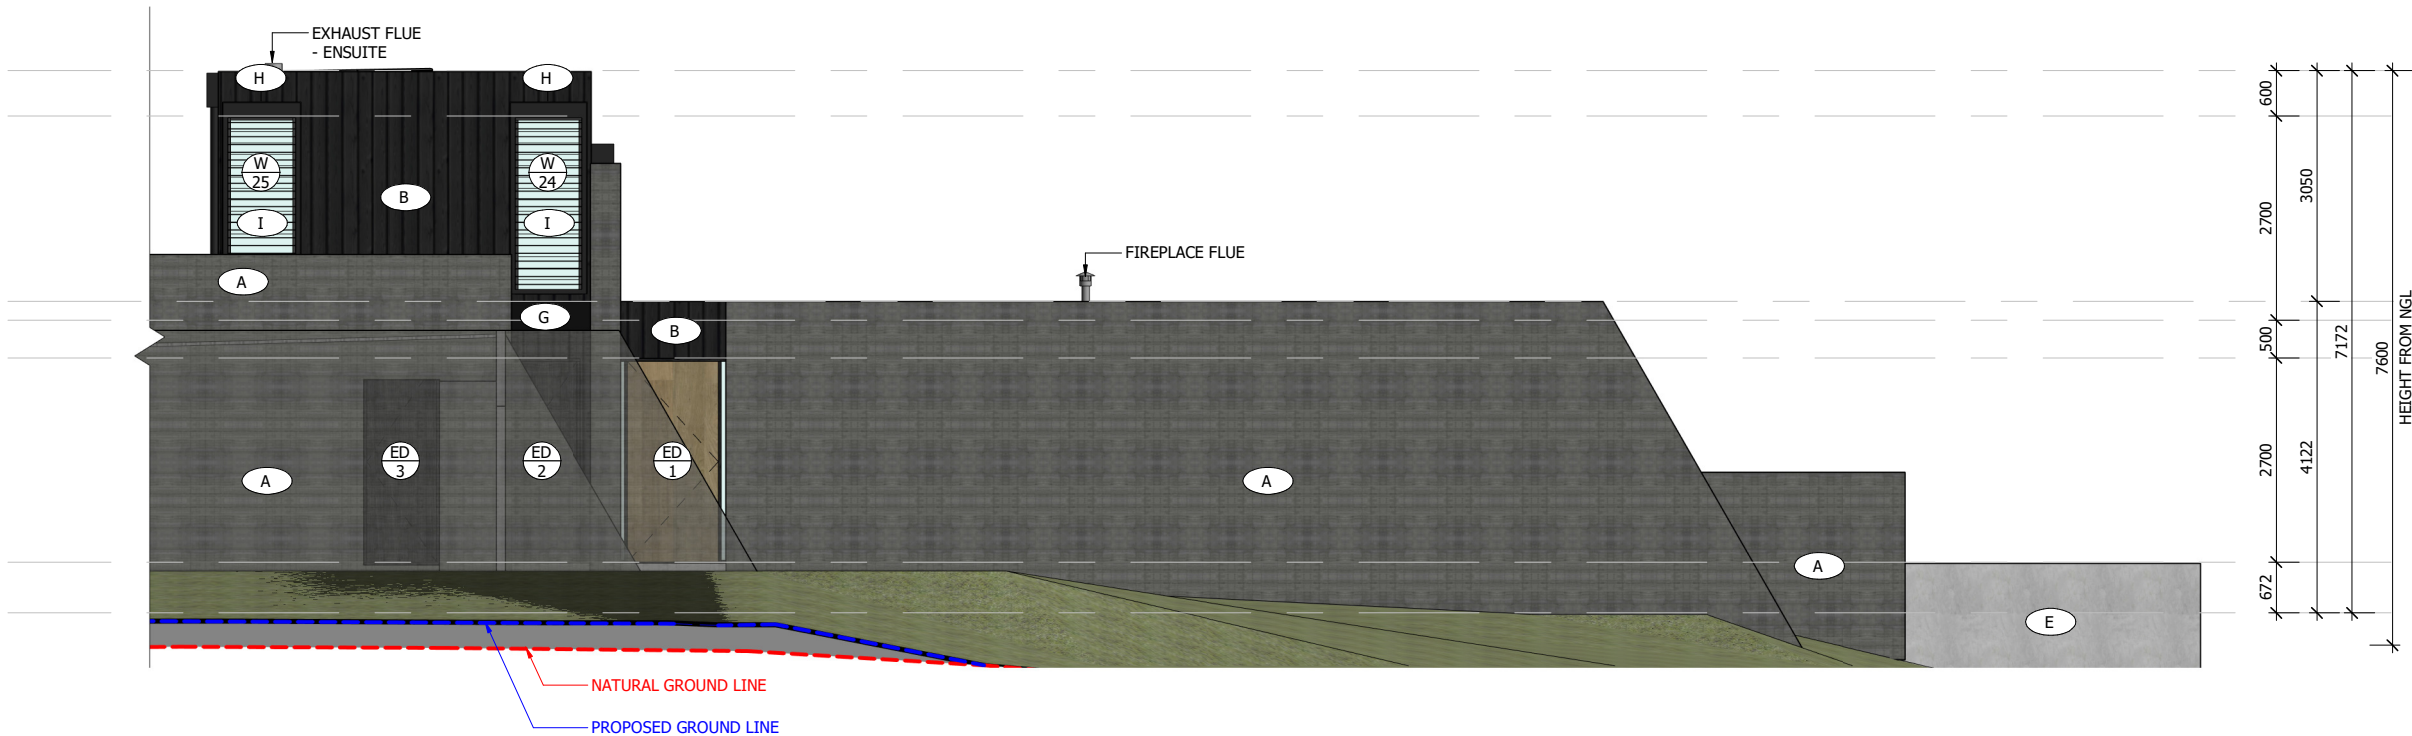 EXHAUST FLUE
- ENSUITE
H
H
600
W
25
W
24
B
3050
I
I
2700
FIREPLACE FLUE
A
G
B
500
7172
7600
HEIGHT FROM NGL
ED
3
ED
2
ED
1
A
A
2700
4122
A
672
E
NATURAL GROUND LINE
PROPOSED GROUND LINE